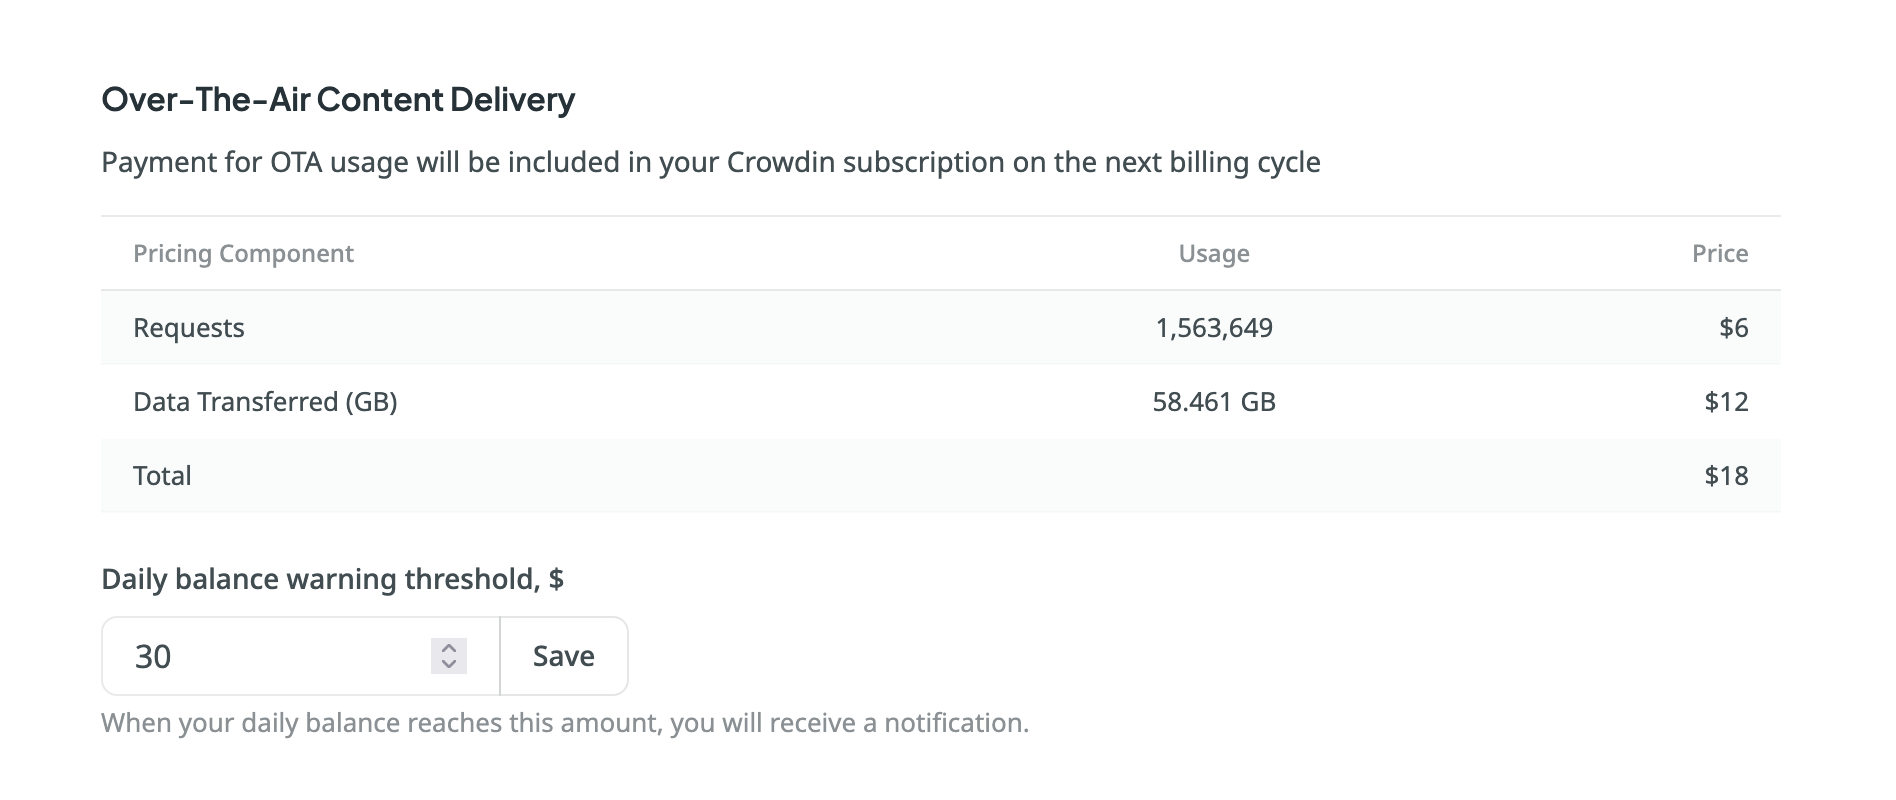 Over-The-Air Content Delivery
Payment for OTA usage will be included in your Crowdin subscription on the next billing cycle
Pricing Component Usage Price
Requests 1,563,649 $6
Data Transferred (GB) 58.461 GB $12
Total $18
Daily balance warning threshold, $
30 Save
When your daily balance reaches this amount, you will receive a notification.